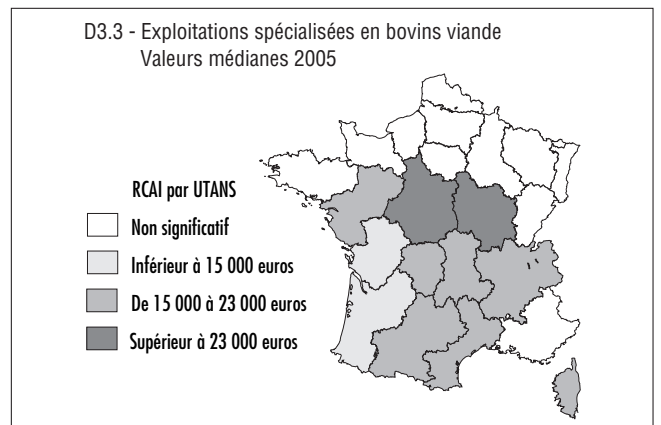 D3.3 - Exploitations spécialisées en bovins viande
Valeurs médianes 2005
RCAI par UTANS
Non significatif
Inférieur à 15 000 euros
De 15 000 à 23 000 euros
Supérieur à 23 000 euros